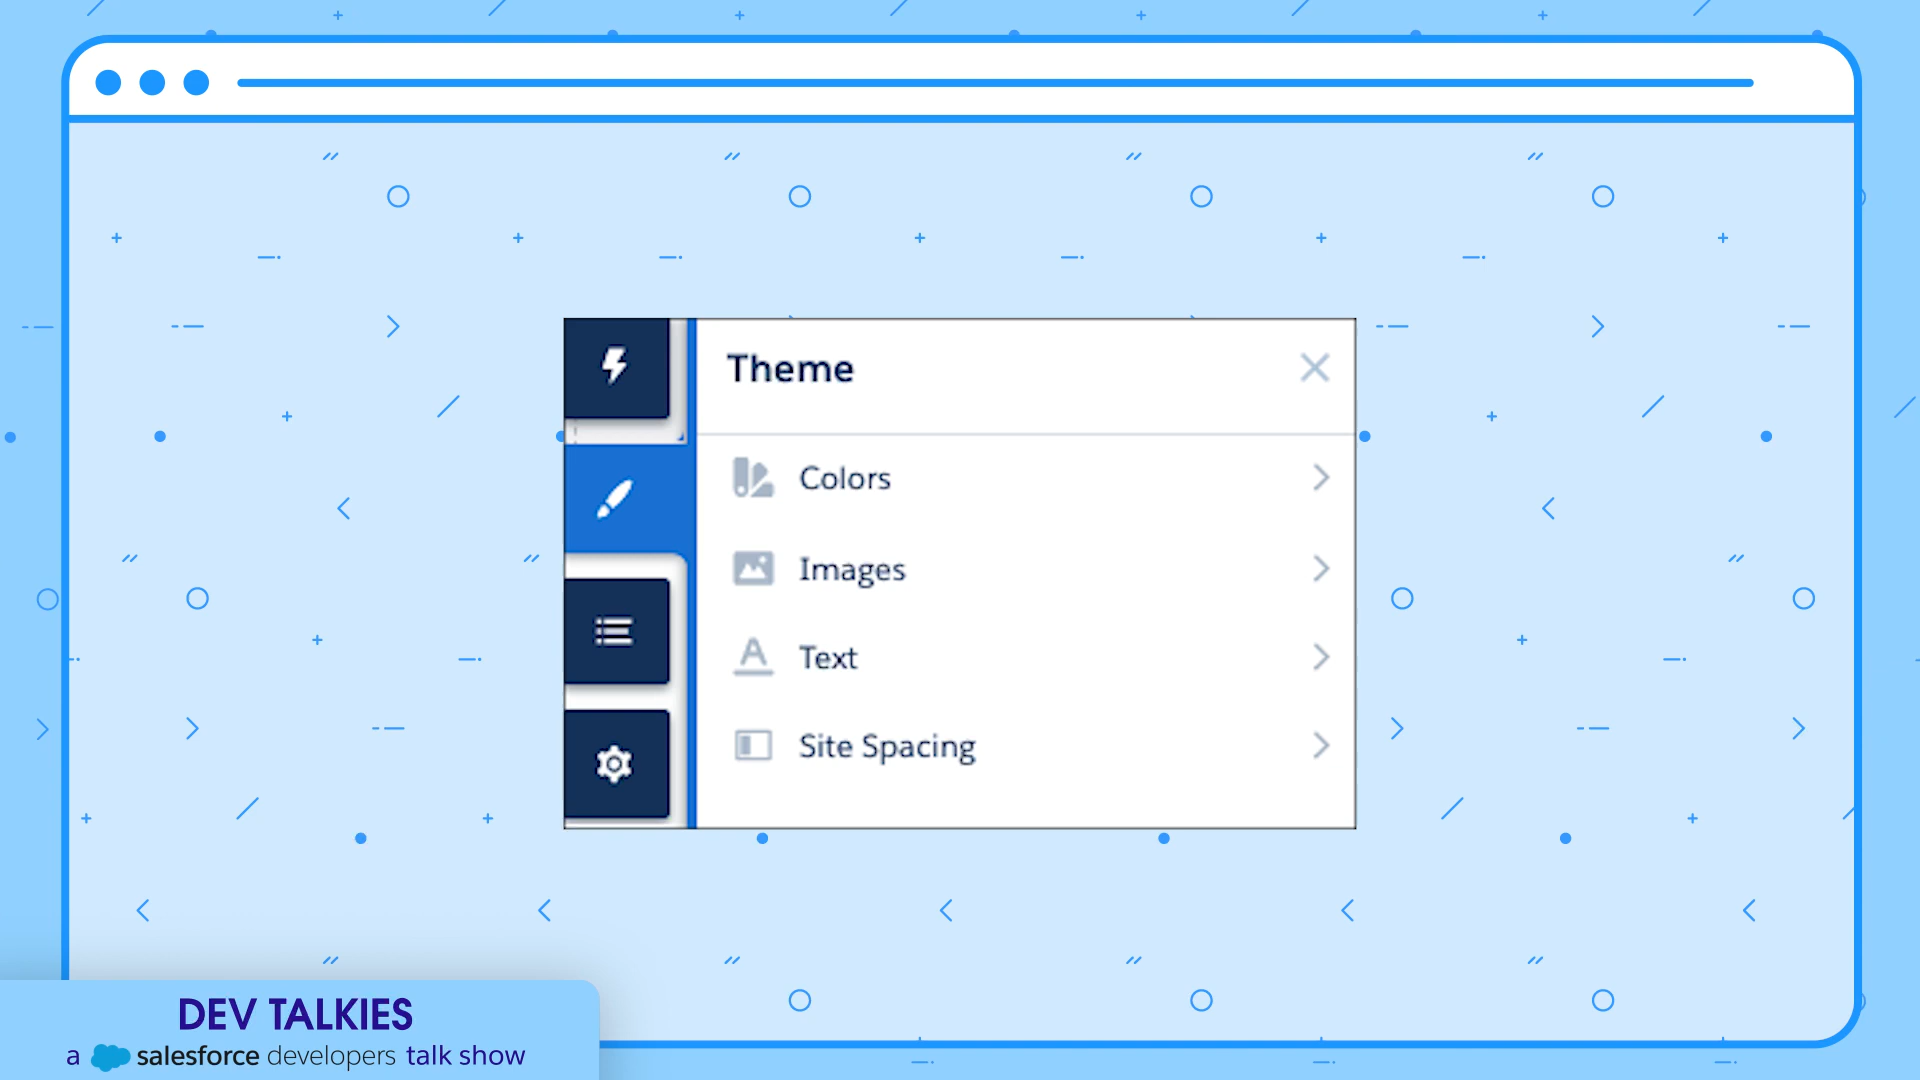 Theme
Colors
Images
Text
Site Spacing
DEV TALKIES
a salesforce developers talk show